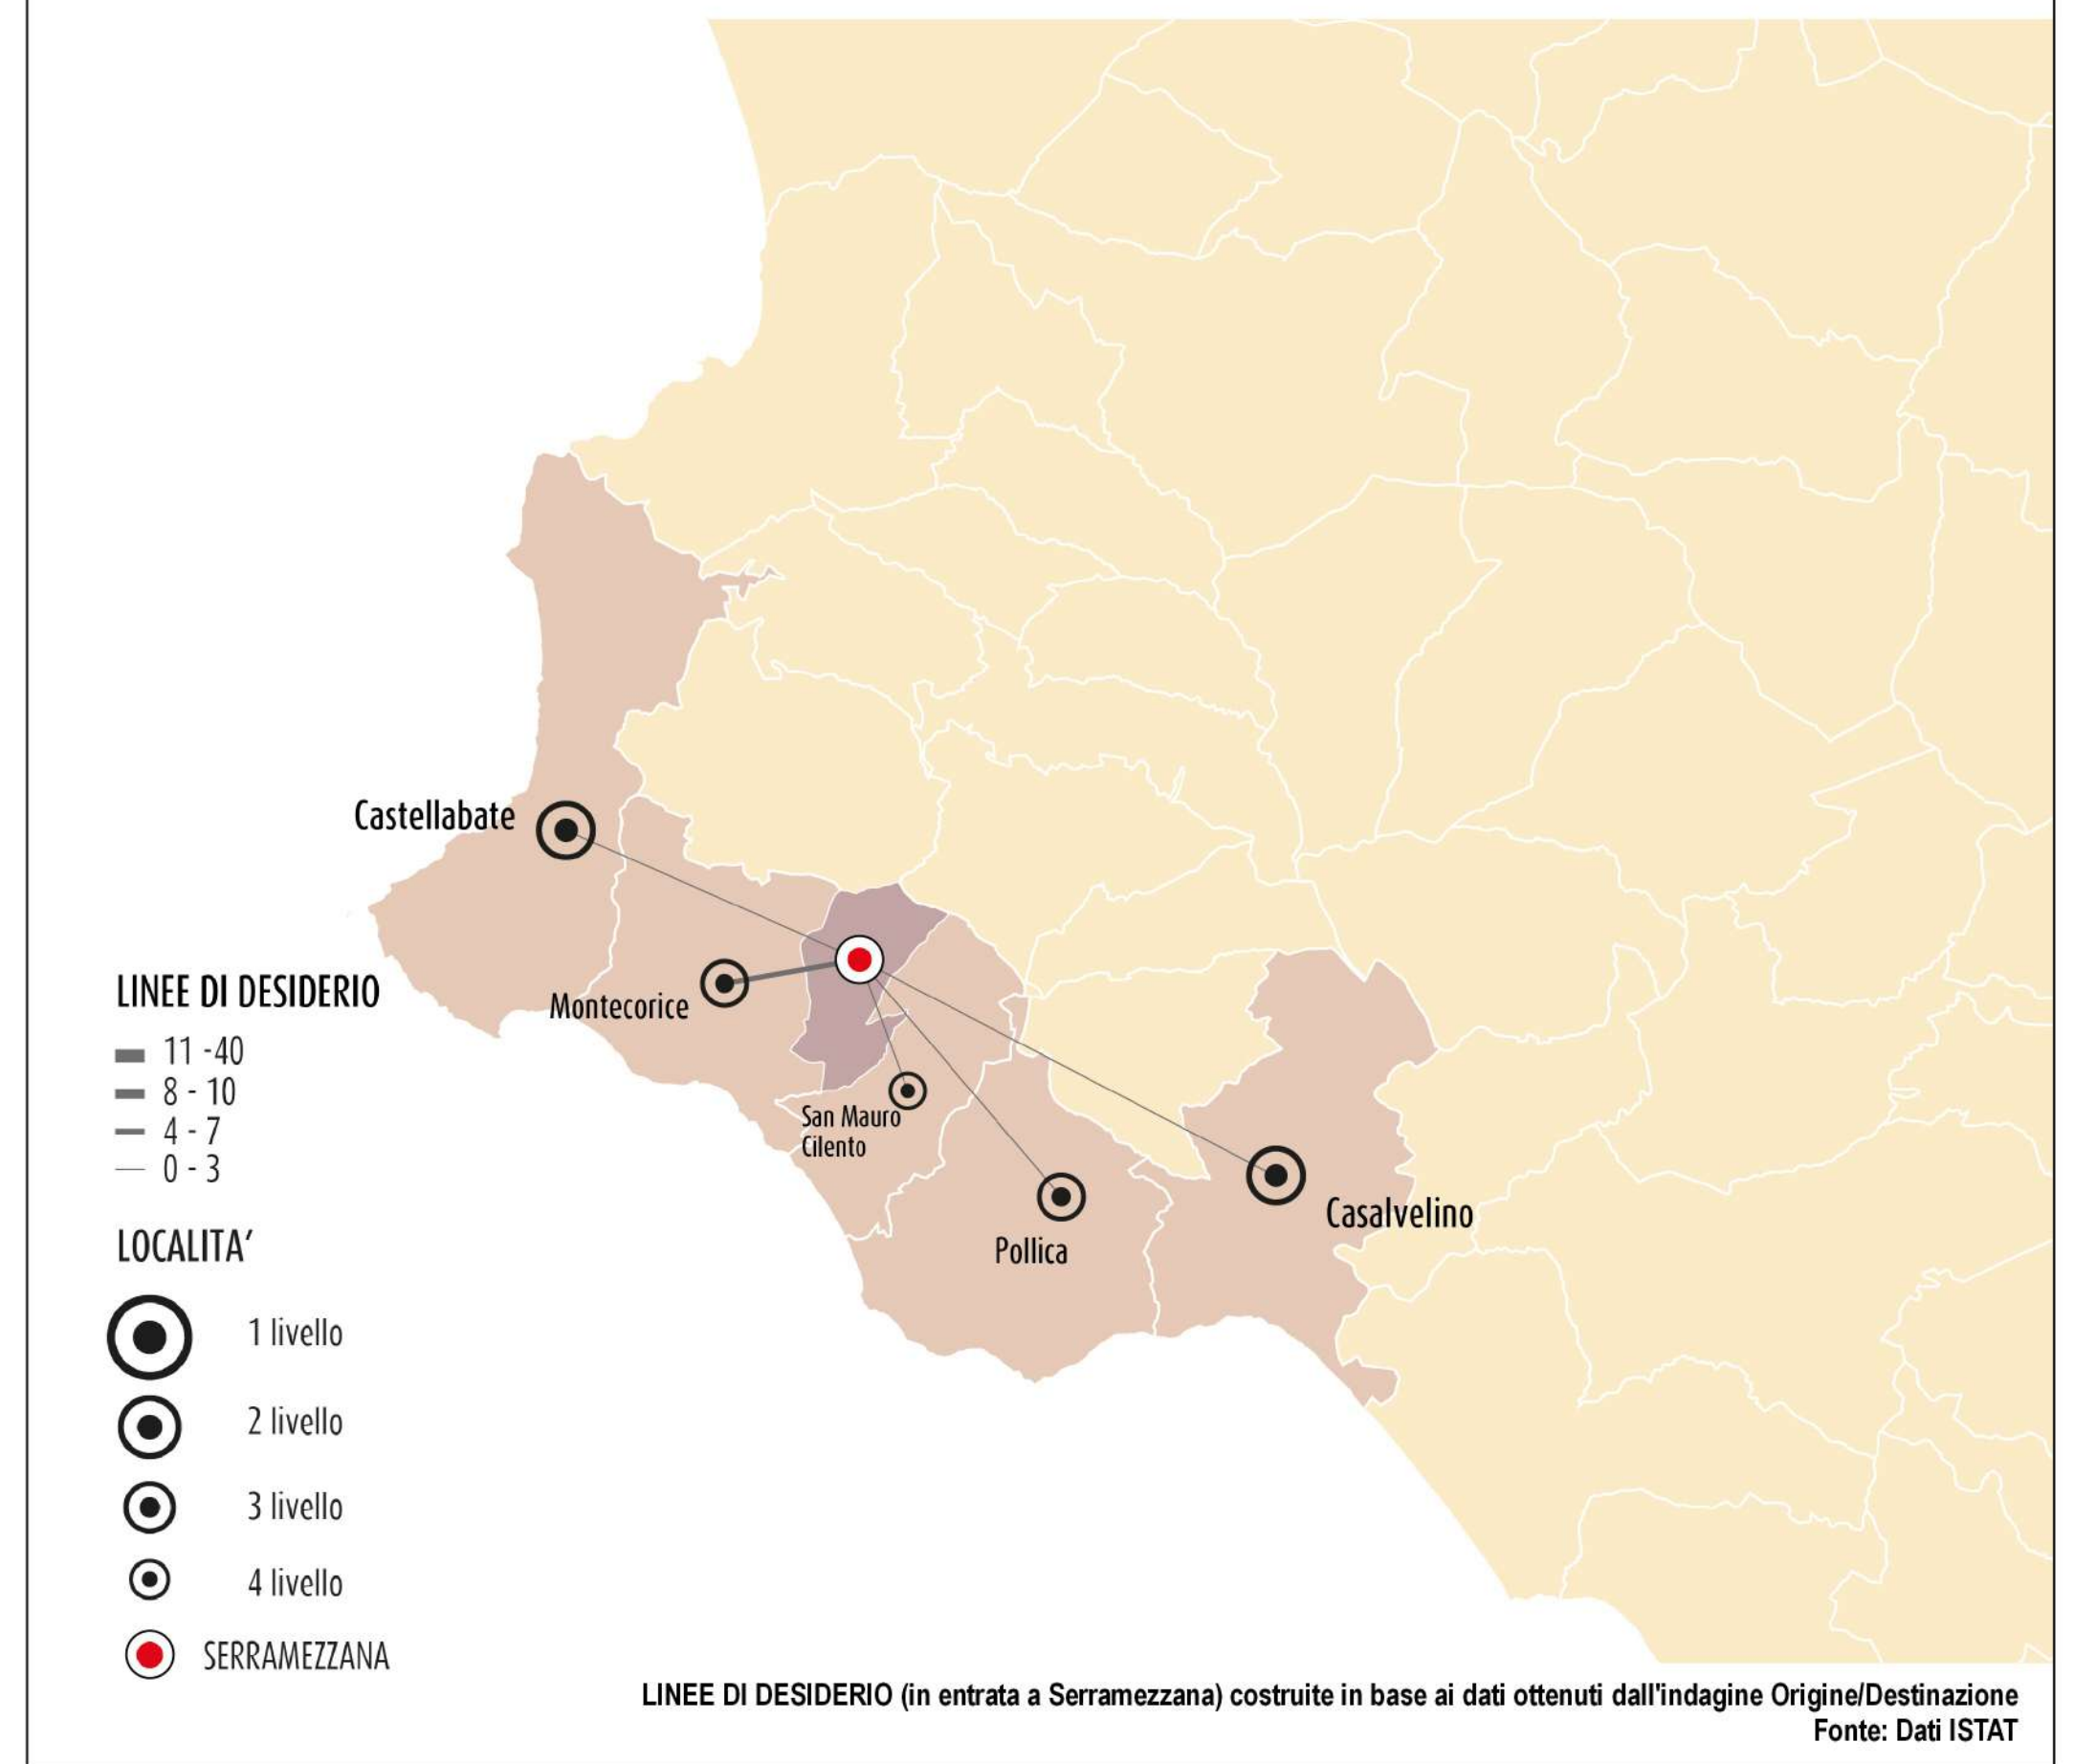 Castellabate
Montecorice
San Mauro
Cilento
Pollica
Casalvelino
LINEE DI DESIDERIO
11 -40
8 - 10
4 - 7
0 - 3
LOCALITA'
1 livello
2 livello
3 livello
4 livello
SERRAMEZZANA
LINEE DI DESIDERIO (in entrata a Serramezzana) costruite in base ai dati ottenuti dall'indagine Origine/Destinazione
Fonte: Dati ISTAT